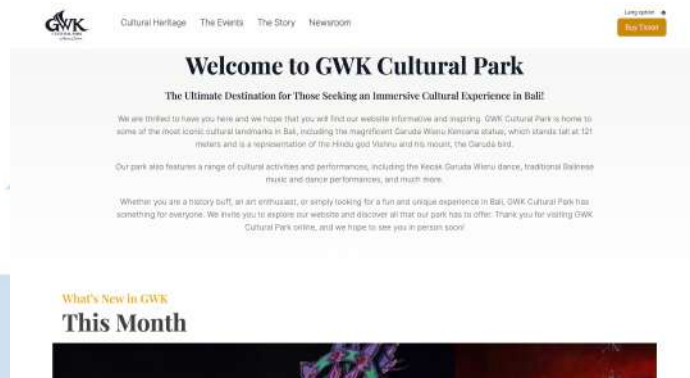 GWK
CULTURAL PARK
Cultural Heritage The Events The Story Newsroom
Lang option
Buy Ticket
Welcome to GWK Cultural Park
The Ultimate Destination for Those Seeking an Immersive Cultural Experience in Bali!
We are thrilled to have you here and we hope that you will find our website informative and inspiring. GWK Cultural Park is home to
some of the most iconic cultural landmarks in Bali, including the magnificent Garuda Wisnu Kencana statue, which stands tall at 121
meters and is a representation of the Hindu god Vishnu and his mount, the Garuda bird.
Our park also features a range of cultural activities and performances, including the Kecak Garuda Wisnu dance, traditional Balinese
music and dance performances, and much more.
Whether you are a history buff, an art enthusiast, or simply looking for a fun and unique experience in Bali, GWK Cultural Park has
something for everyone. We invite you to explore our website and discover all that our park has to offer. Thank you for visiting GWK
Cultural Park online, and we hope to see you in person soon!
What's New in GWK
This Month